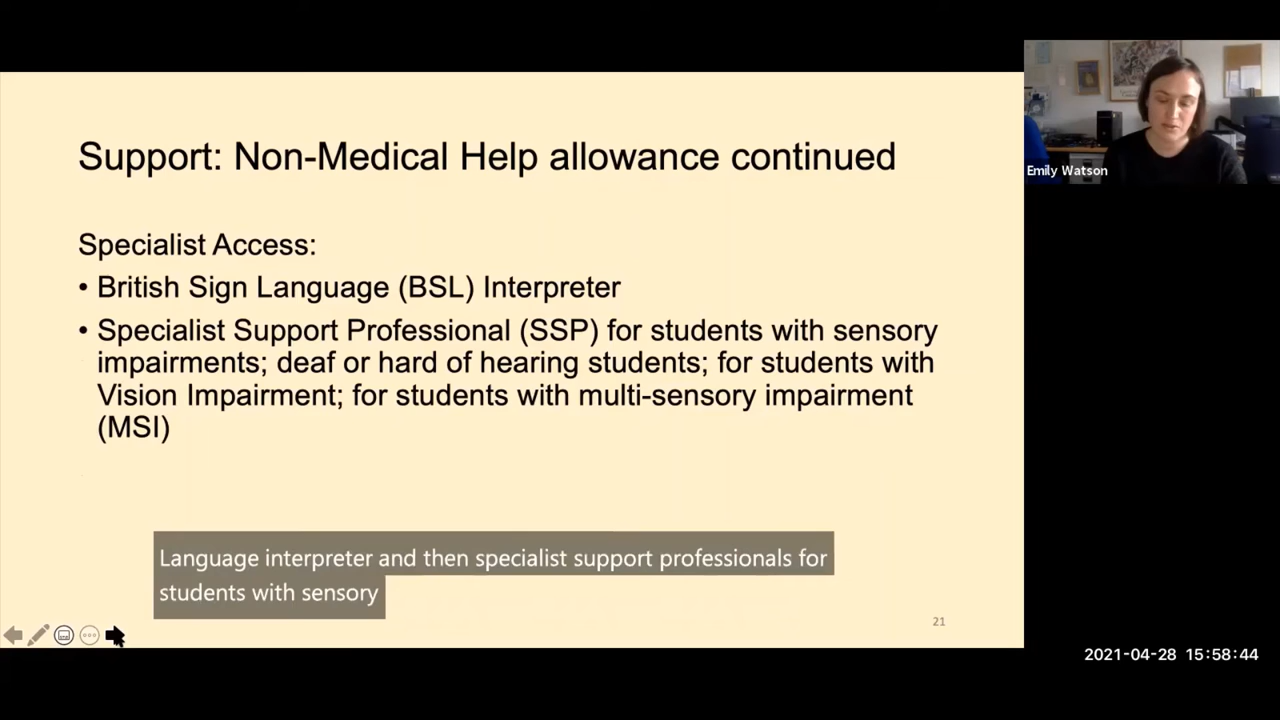 Support: Non-Medical Help allowance continued
Specialist Access:
• British Sign Language (BSL) Interpreter
• Specialist Support Professional (SSP) for students with sensory
impairments; deaf or hard of hearing students; for students with
Vision Impairment; for students with multi-sensory impairment
(MSI)
Language interpreter and then specialist support professionals for
students with sensory
21
Emily Watson
2021-04-28 15:58:44